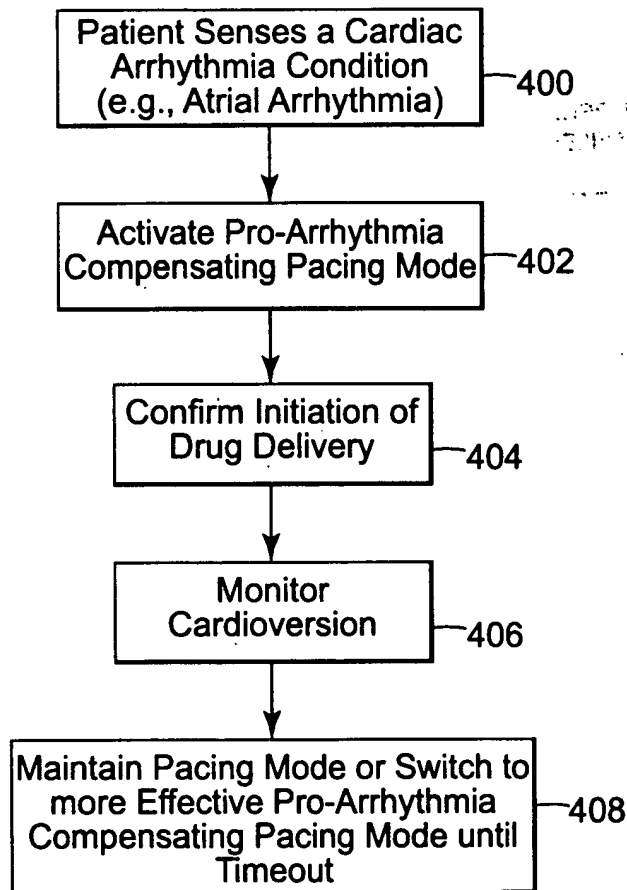 Patient Senses a Cardiac
Arrhythmia Condition
(e.g., Atrial Arrhythmia)
400
Activate Pro-Arrhythmia
Compensating Pacing Mode
402
Confirm Initiation of
Drug Delivery
404
Monitor
Cardioversion
406
Maintain Pacing Mode or Switch to
more Effective Pro-Arrhythmia
Compensating Pacing Mode until
Timeout
408